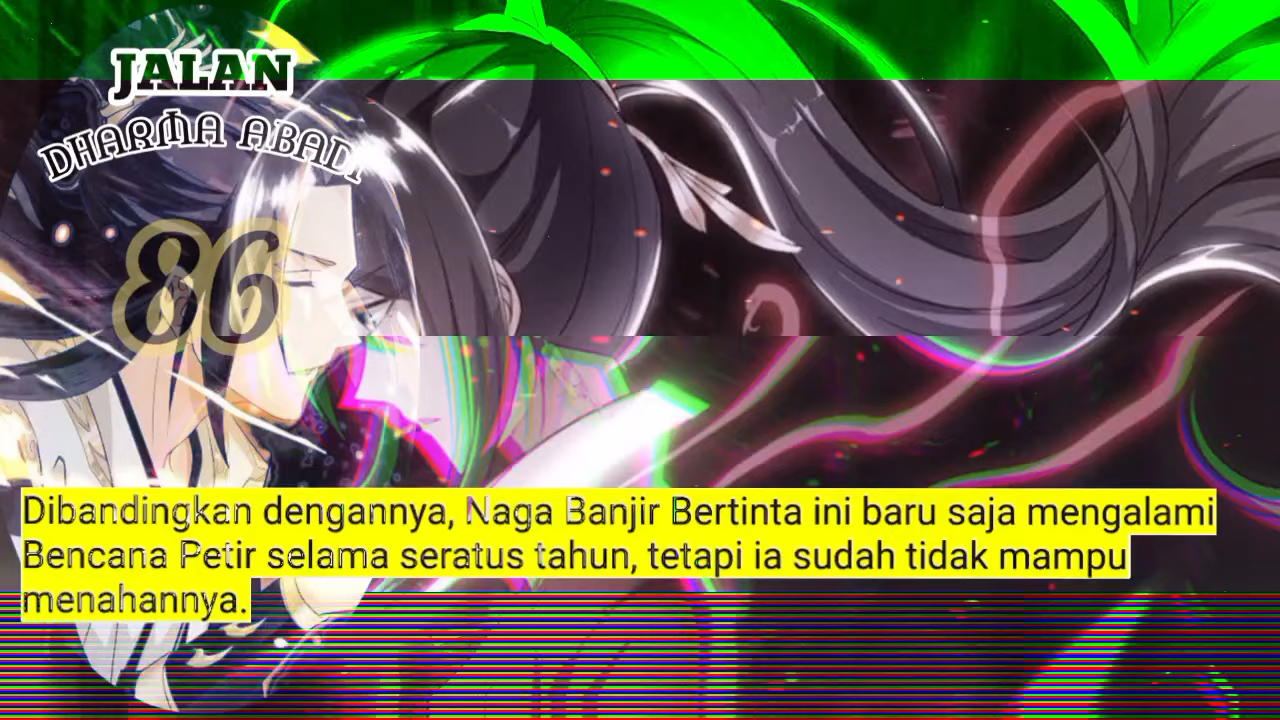 JALAN
DHARMA ABADI
86
Dibandingkan dengannya, Naga Banjir Bertinta ini baru saja mengalami
Bencana Petir selama seratus tahun, tetapi ia sudah tidak mampu
menahannya.